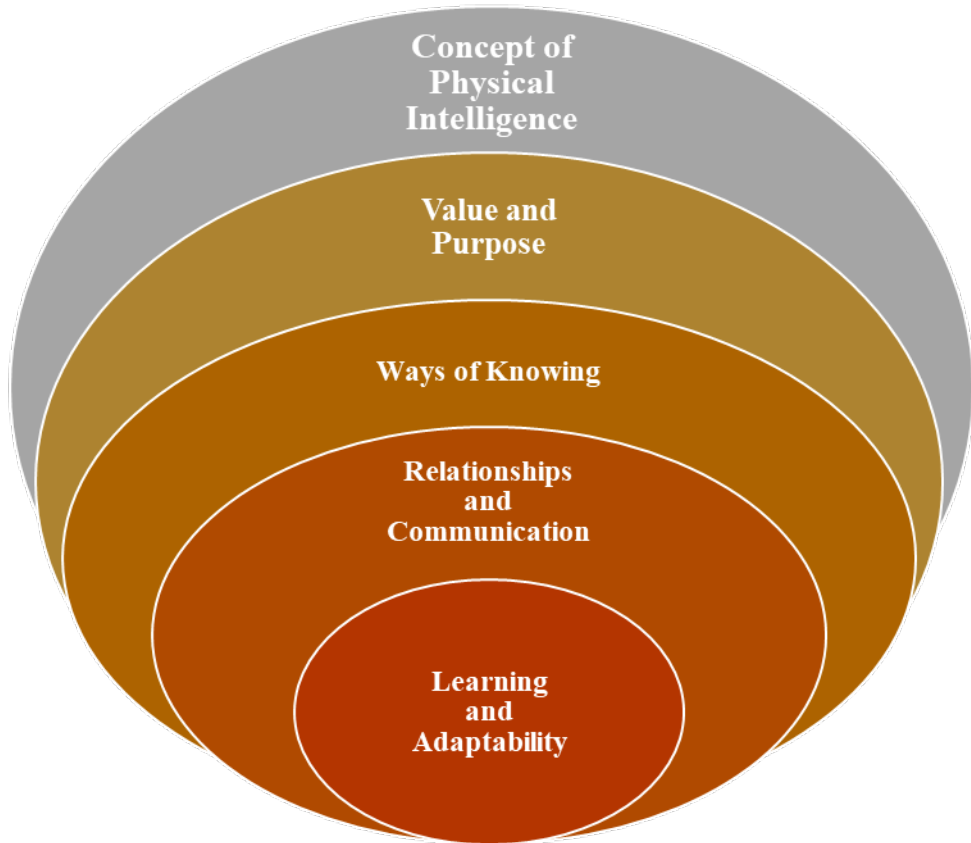 Concept of
Physical
Intelligence
Value and
Purpose
Ways of Knowing
Relationships
and
Communication
Learning
and
Adaptability